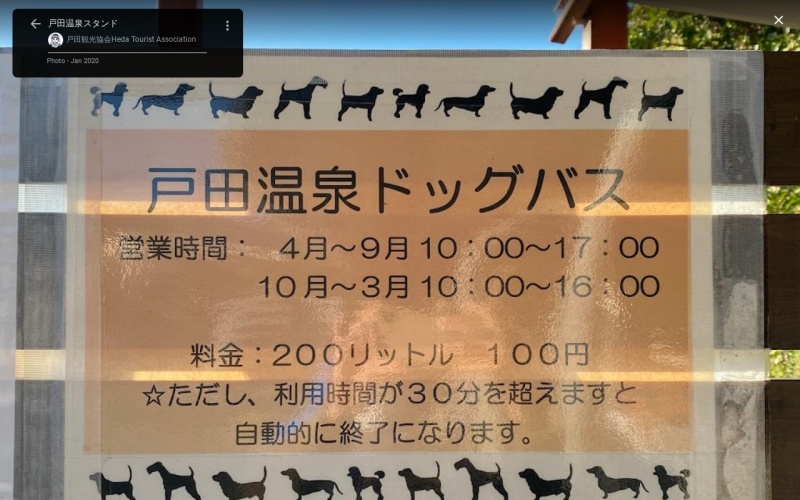 戸田温泉スタンド
戸田観光協会Heda Tourist Association
Photo - Jan 2020
戸田温泉ドッグバス
営業時間： 4月～9月 10：00～17：00
10月～3月 10：00～16：00
料金：200リットル 100円
☆ただし、利用時間が30分を超えますと
自動的に終了になります。